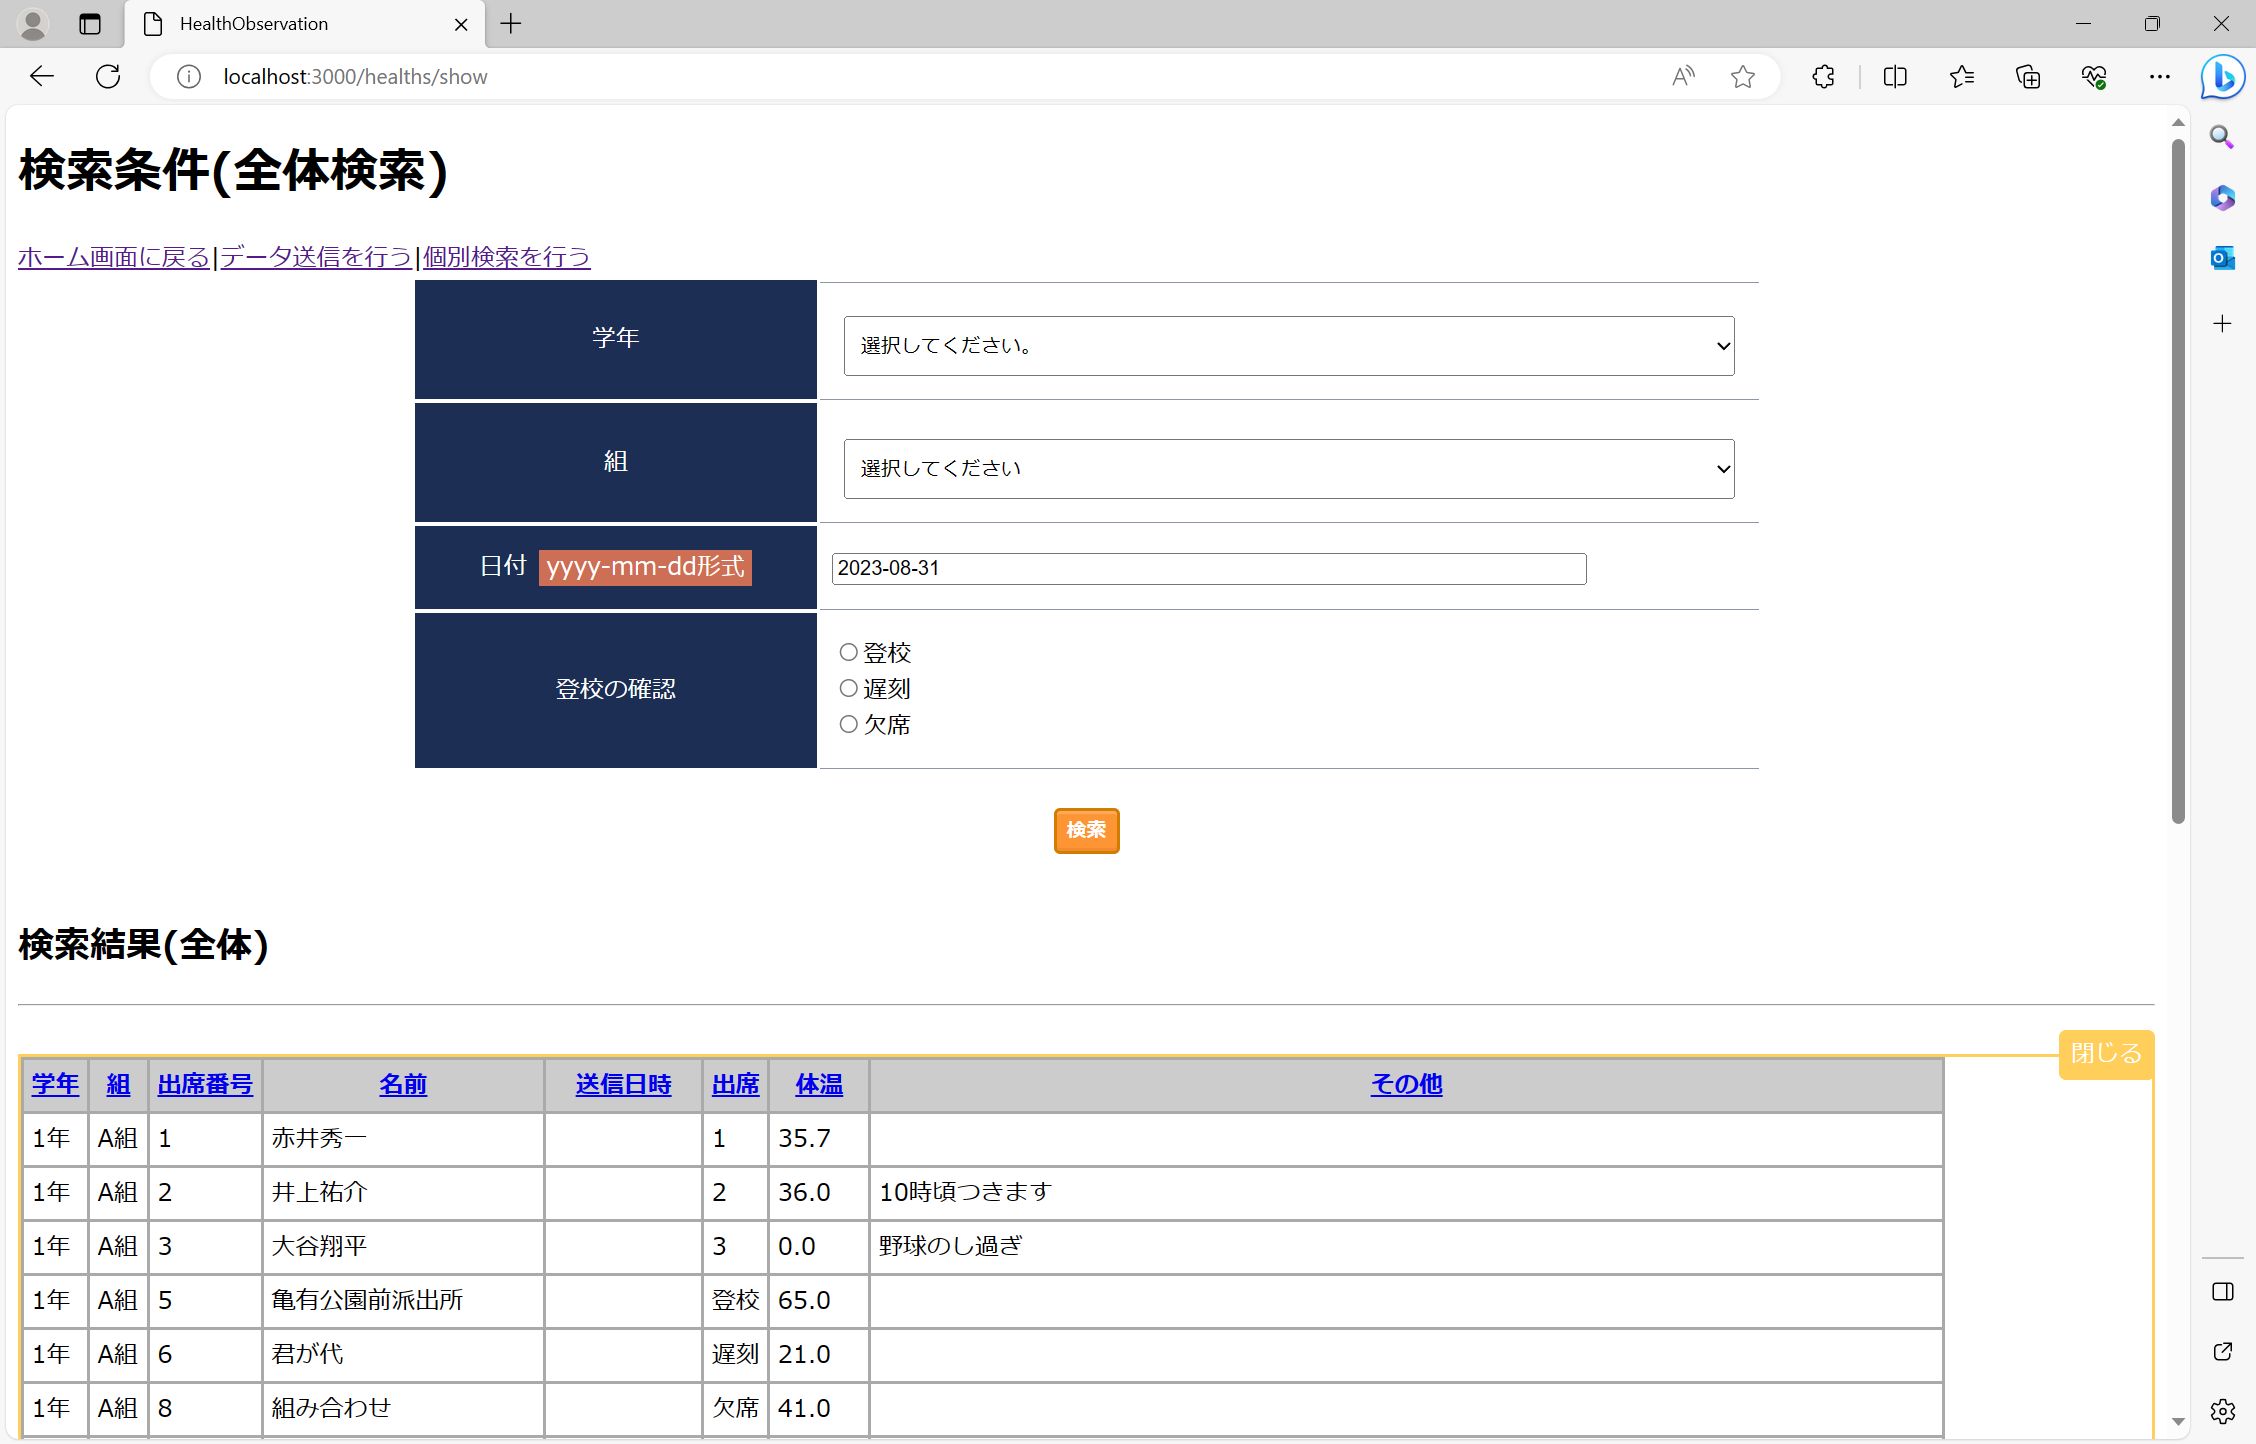 HealthObservation
localhost:3000/healths/show
検索条件(全体検索)
ホーム画面に戻る|データ送信を行う|個別検索を行う
学年 選択してください。
組 選択してください
日付 yyyy-mm-dd形式 2023-08-31
登校の確認
登校
遅刻
欠席
検索
検索結果(全体)
閉じる
学年 組 出席番号 名前 送信日時 出席 体温 その他
1年 A組 1 赤井秀一 1 35.7
1年 A組 2 井上祐介 2 36.0 10時頃つきます
1年 A組 3 大谷翔平 3 0.0 野球のし過ぎ
1年 A組 5 亀有公園前派出所 登校 65.0
1年 A組 6 君が代 遅刻 21.0
1年 A組 8 組み合わせ 欠席 41.0